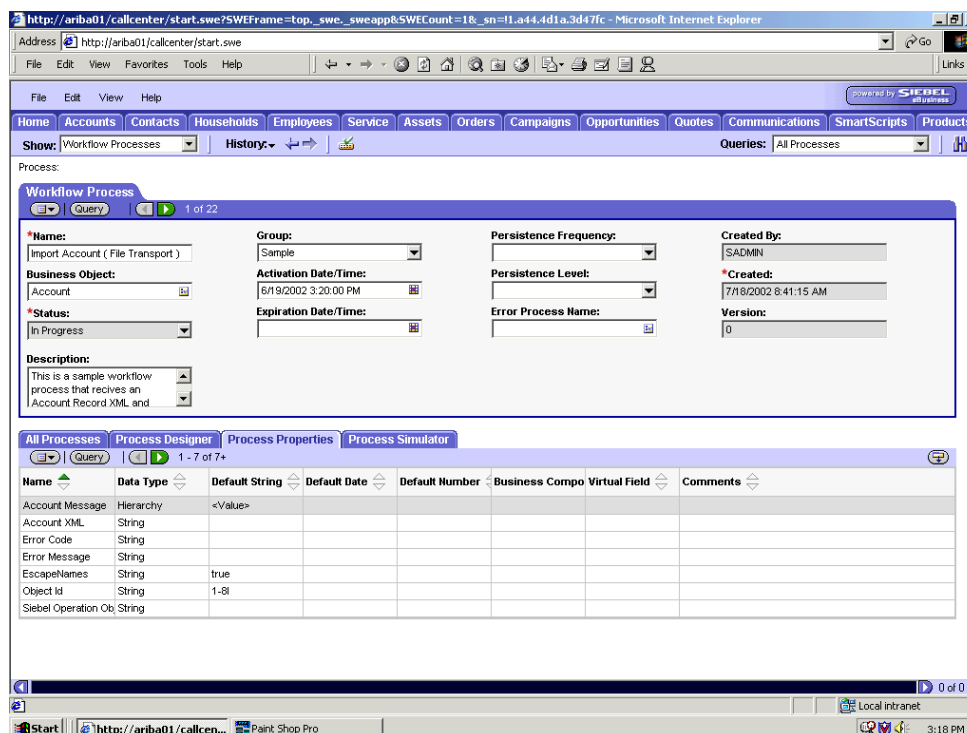 http://ariba01/callcenter/start.swe?SWEFrame=top._swe._sweapp&SWECount=1&_sn=!1.a44.4d1a.3d47fc - Microsoft Internet Explorer
Address http://ariba01/callcenter/start.swe Go
File Edit View Favorites Tools Help Links
File Edit View Help powered by SIEBEL eBusiness
Home Accounts Contacts Households Employees Service Assets Orders Campaigns Opportunities Quotes Communications SmartScripts Products
Show: Workflow Processes History: Queries: All Processes
Process:
Workflow Process
Query 1 of 22
*Name: Group: Persistence Frequency: Created By:
Import Account ( File Transport ) Sample SADMIN
Business Object: Activation Date/Time: Persistence Level: *Created:
Account 6/19/2002 3:20:00 PM 7/18/2002 8:41:15 AM
*Status: Expiration Date/Time: Error Process Name: Version:
In Progress 0
Description:
This is a sample workflow
process that recives an
Account Record XML and
All Processes Process Designer Process Properties Process Simulator
Query 1 - 7 of 7+
Name Data Type Default String Default Date Default Number Business Compo Virtual Field Comments
Account Message Hierarchy <Value>
Account XML String
Error Code String
Error Message String
EscapeNames String true
Object Id String 1-8I
Siebel Operation Ob String
0 of 0
Local intranet
Start http://ariba01/callcen... Paint Shop Pro 3:18 PM